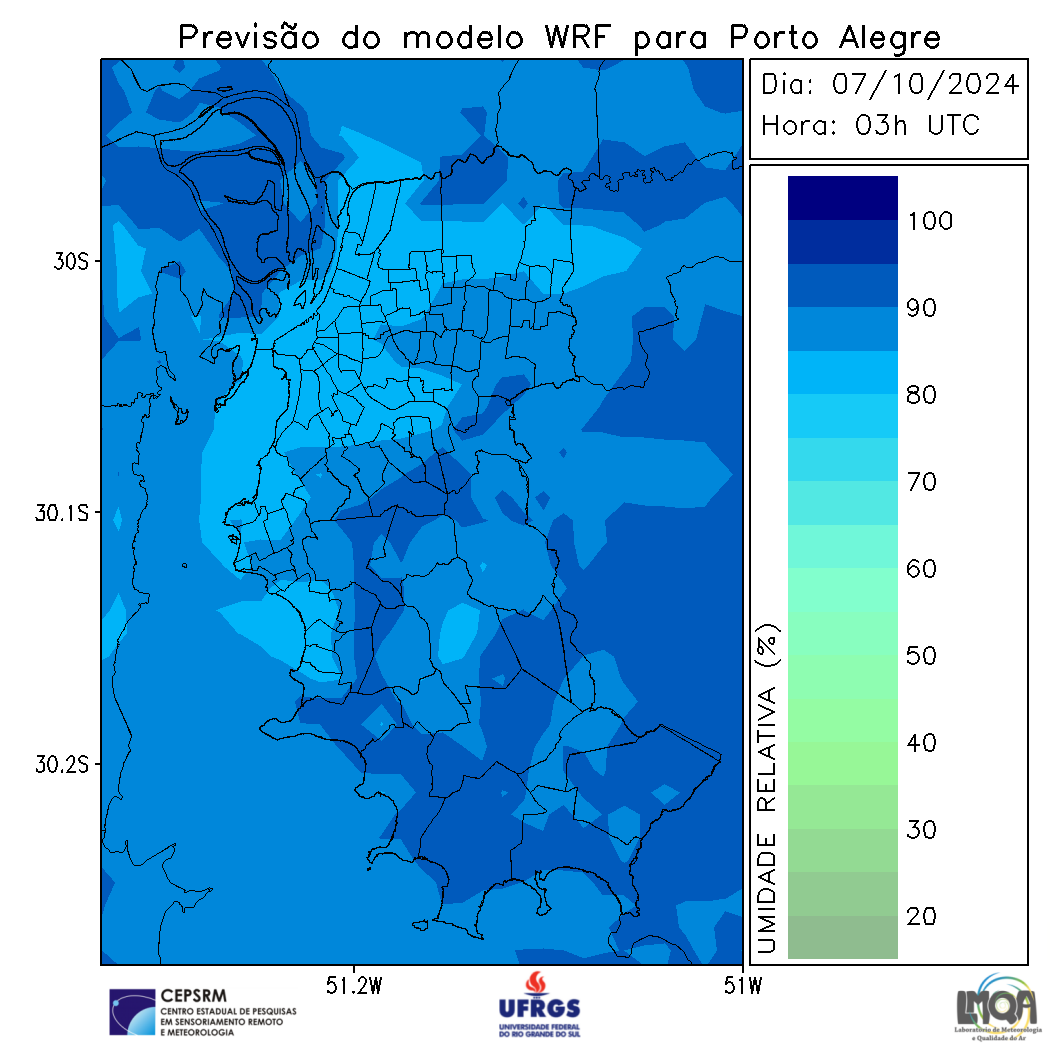 Previsão do modelo WRF para Porto Alegre
Dia: 07/10/2024
Hora: 03h UTC
100
90
80
70
60
50
40
30
20
UMIDADE RELATIVA (%)
30S
30.1S
30.2S
51.2W
51W
CEPSRM
CENTRO ESTADUAL DE PESQUISAS
EM SENSORIAMENTO REMOTO
E METEOROLOGIA
UFRGS
UNIVERSIDADE FEDERAL
DO RIO GRANDE DO SUL
LMQA
Laboratório de Meteorologia
e Qualidade do Ar